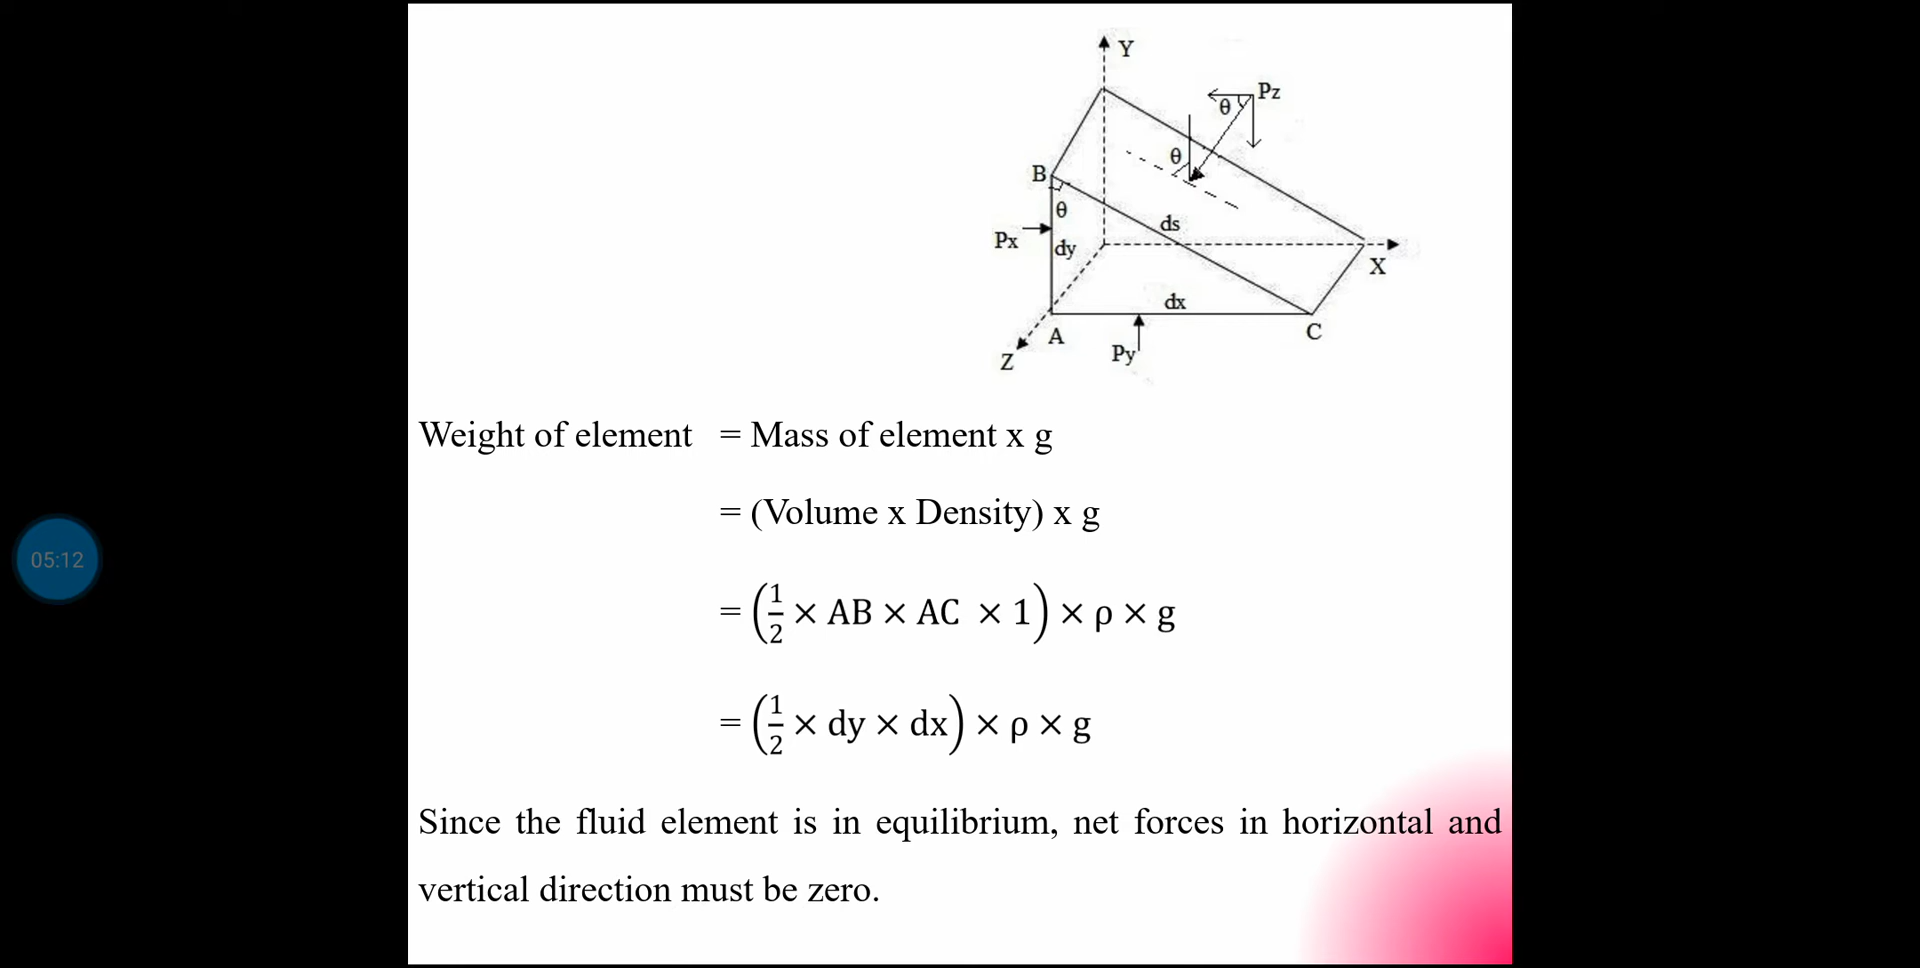 Y
Pz
θ
θ
B
θ
ds
Px
dy
X
dx
A
C
Z
Py
Weight of element = Mass of element x g
= (Volume x Density) x g
= (1/2 × AB × AC × 1) × ρ × g
= (1/2 × dy × dx) × ρ × g
05:12
Since the fluid element is in equilibrium, net forces in horizontal and
vertical direction must be zero.